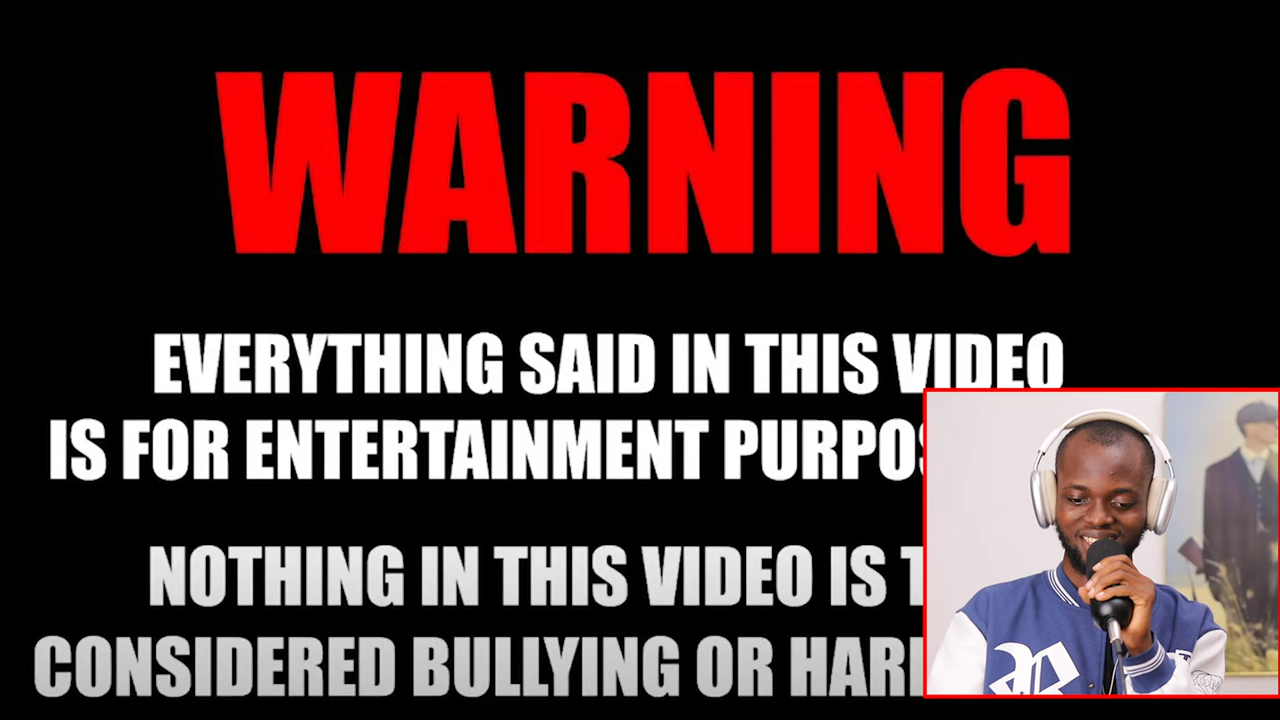 WARNING
EVERYTHING SAID IN THIS VIDEO
IS FOR ENTERTAINMENT
NOTHING IN THIS VIDEO IS
CONSIDERED BULLYING OR